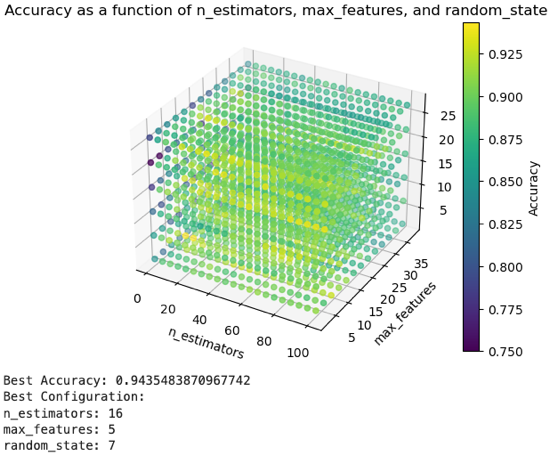 Accuracy as a function of n_estimators, max_features, and random_state
0.925
0.900
0.875
0.850
0.825
0.800
0.775
0.750
Accuracy
25
20
15
10
5
35
30
25
20
15
10
5
max_features
0
20
40
60
80
100
n_estimators
Best Accuracy: 0.9435483870967742
Best Configuration:
n_estimators: 16
max_features: 5
random_state: 7